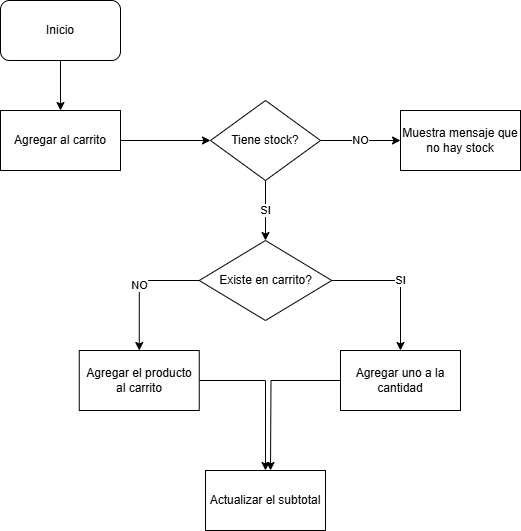 Inicio
Agregar al carrito
Tiene stock?
NO
Muestra mensaje que
no hay stock
SI
Existe en carrito?
NO
SI
Agregar el producto
al carrito
Agregar uno a la
cantidad
Actualizar el subtotal